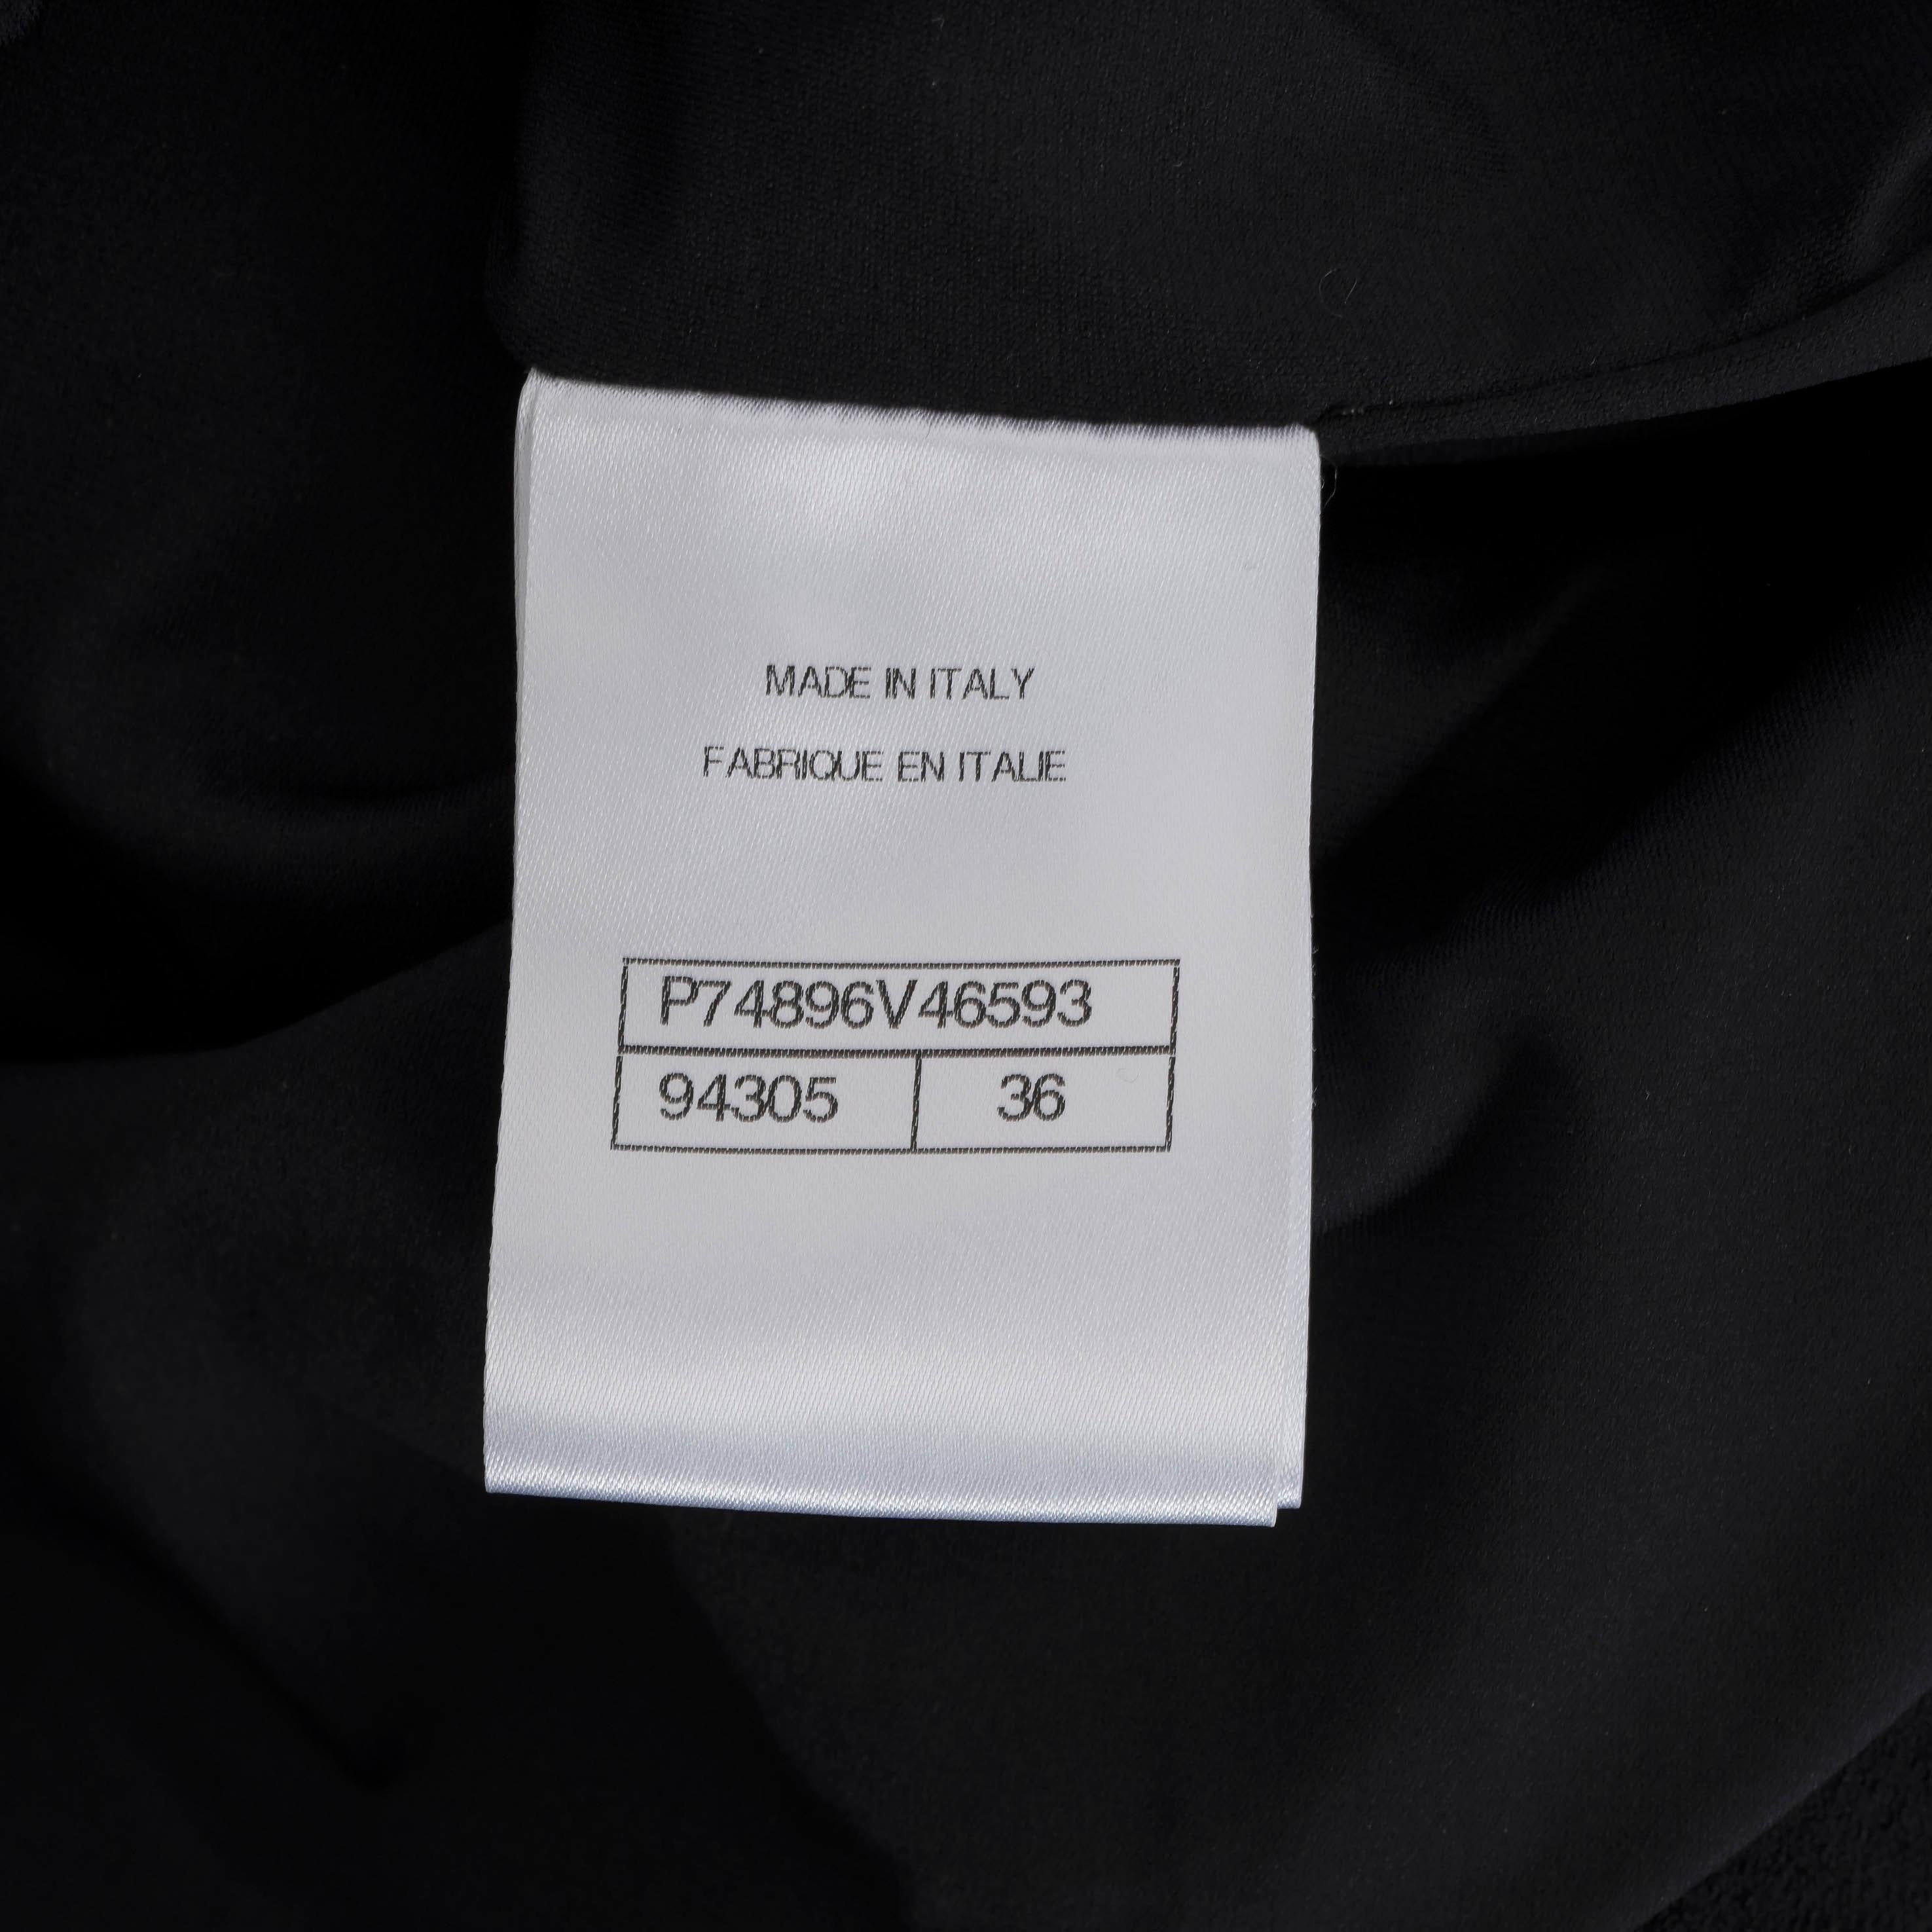 MADE IN ITALY
FABRIQUE EN ITALIE
P74896V46593
94305 36